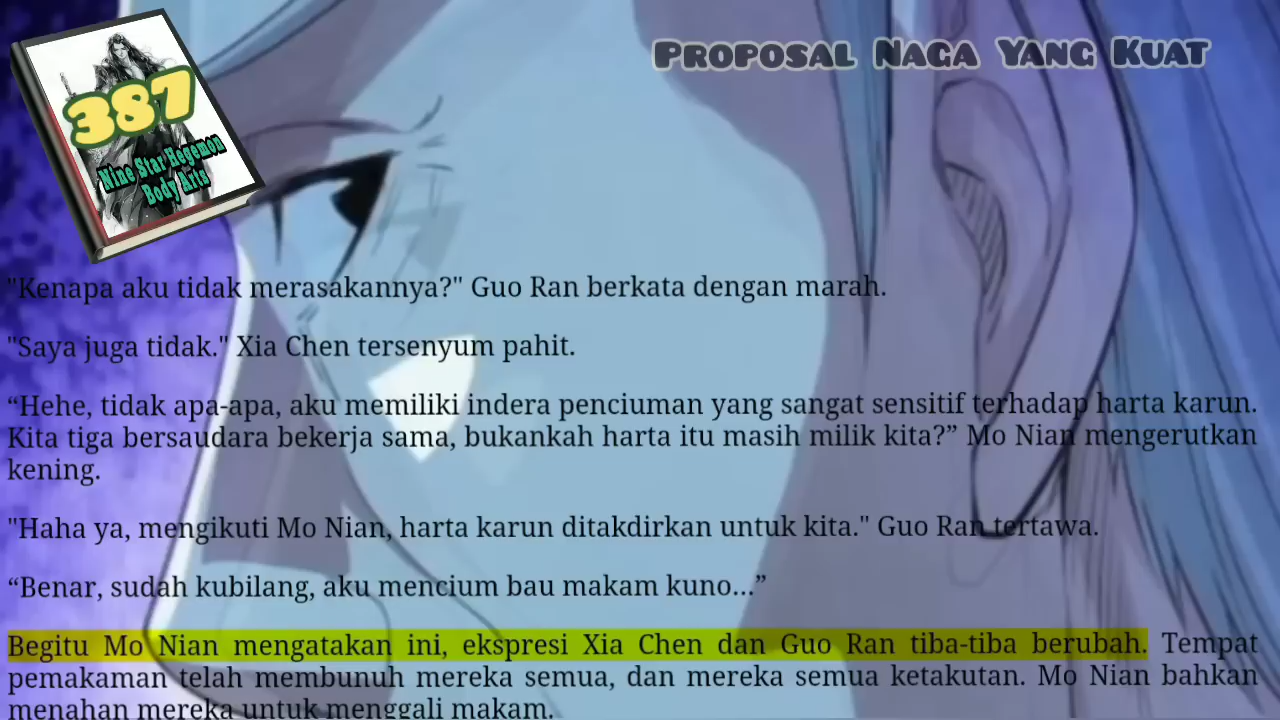 387
Nine Star Hegemon
Body Arts
Proposal Naga Yang Kuat
"Kenapa aku tidak merasakannya?" Guo Ran berkata dengan marah.
"Saya juga tidak." Xia Chen tersenyum pahit.
“Hehe, tidak apa-apa, aku memiliki indera penciuman yang sangat sensitif terhadap harta karun.
Kita tiga bersaudara bekerja sama, bukankah harta itu masih milik kita?” Mo Nian mengerutkan
kening.
"Haha ya, mengikuti Mo Nian, harta karun ditakdirkan untuk kita." Guo Ran tertawa.
“Benar, sudah kubilang, aku mencium bau makam kuno...”
Begitu Mo Nian mengatakan ini, ekspresi Xia Chen dan Guo Ran tiba-tiba berubah. Tempat
pemakaman telah membunuh mereka semua, dan mereka semua ketakutan. Mo Nian bahkan
menahan mereka untuk menggali makam.